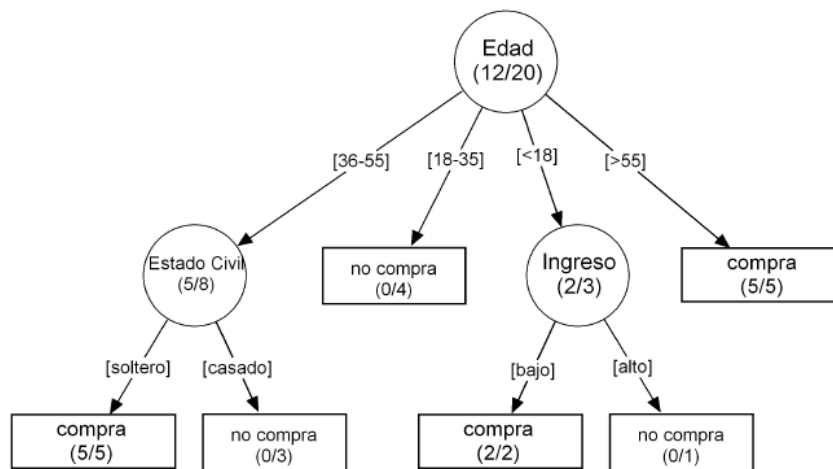 Edad
(12/20)
[36-55]
[18-35]
[<18]
[>55]
Estado Civil
(5/8)
no compra
(0/4)
Ingreso
(2/3)
compra
(5/5)
[soltero]
[casado]
[bajo]
[alto]
compra
(5/5)
no compra
(0/3)
compra
(2/2)
no compra
(0/1)